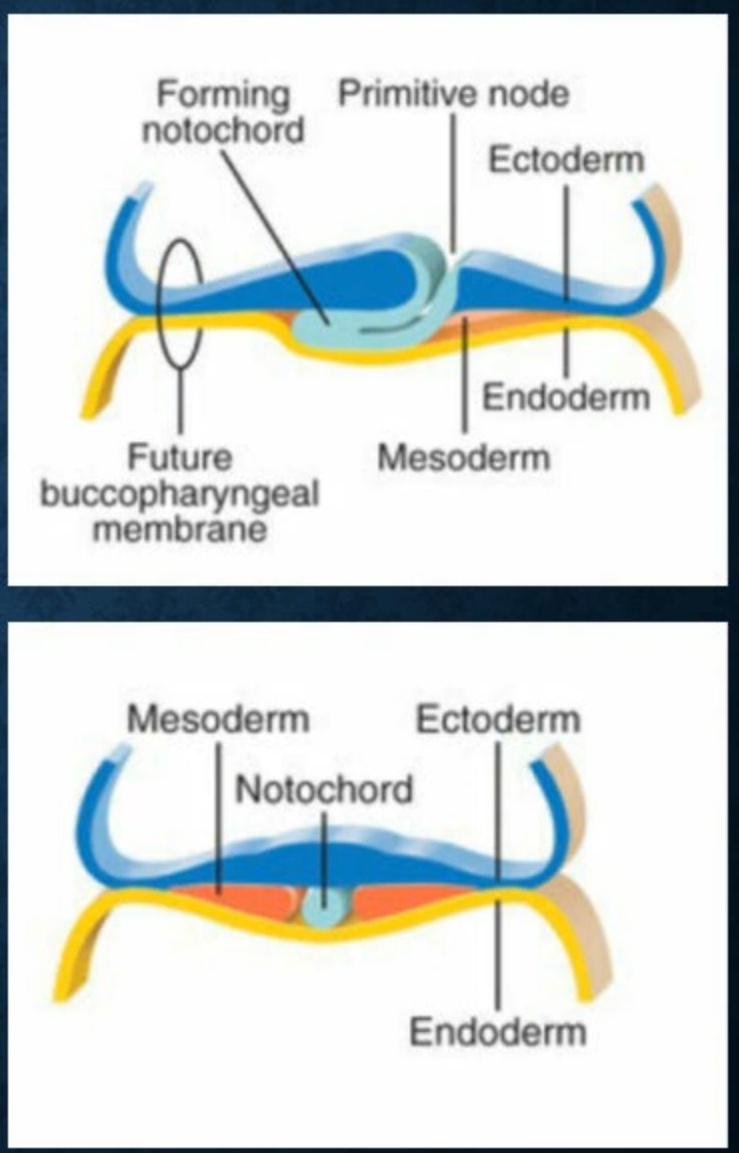 Forming
notochord
Primitive node
Ectoderm
Endoderm
Mesoderm
Future
buccopharyngeal
membrane
Mesoderm
Ectoderm
Notochord
Endoderm